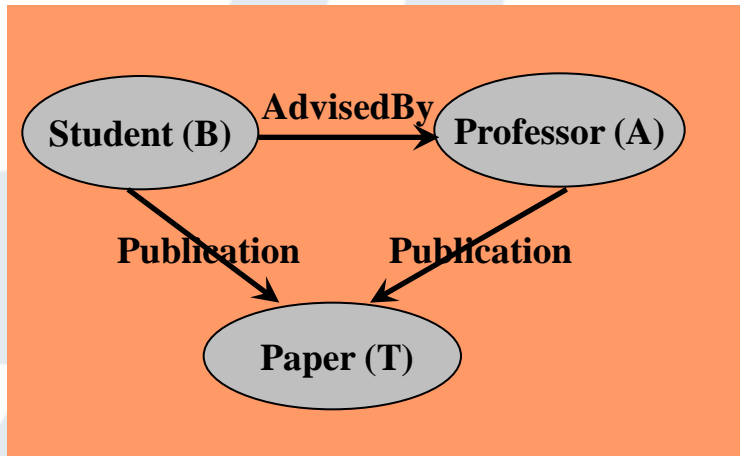 AdvisedBy
Student (B)
Professor (A)
Publication
Publication
Paper (T)